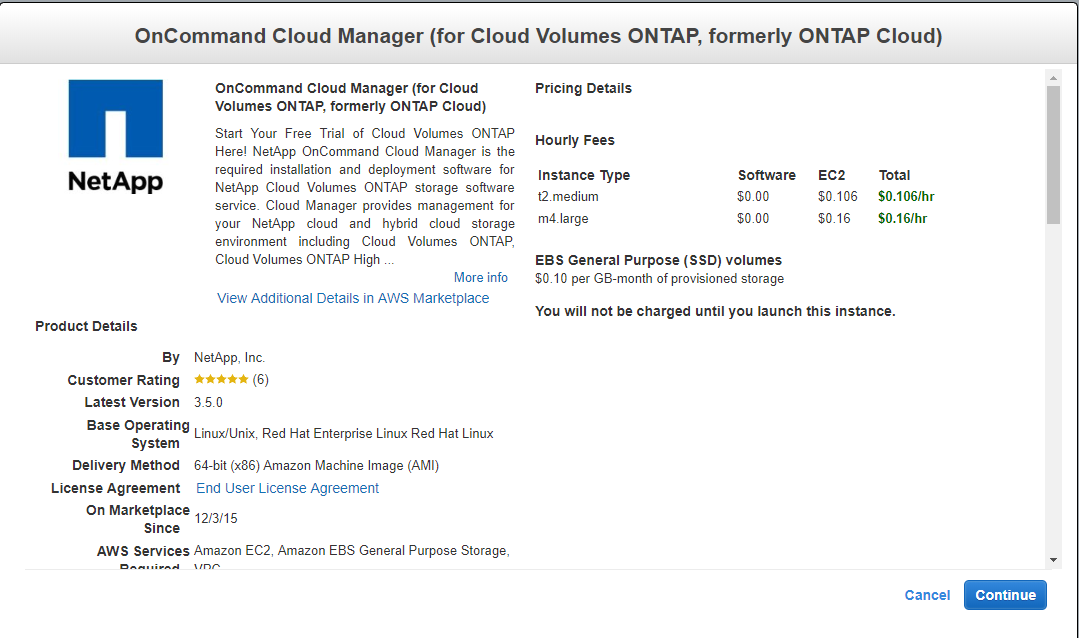 OnCommand Cloud Manager (for Cloud Volumes ONTAP, formerly ONTAP Cloud)
NetApp
OnCommand Cloud Manager (for Cloud
Volumes ONTAP, formerly ONTAP Cloud)
Start Your Free Trial of Cloud Volumes ONTAP
Here! NetApp OnCommand Cloud Manager is the
required installation and deployment software for
NetApp Cloud Volumes ONTAP storage software
service. Cloud Manager provides management for
your NetApp cloud and hybrid cloud storage
environment including Cloud Volumes ONTAP,
Cloud Volumes ONTAP High ...
More info
View Additional Details in AWS Marketplace
Product Details
By NetApp, Inc.
Customer Rating ★★★★★ (6)
Latest Version 3.5.0
Base Operating
System Linux/Unix, Red Hat Enterprise Linux Red Hat Linux
Delivery Method 64-bit (x86) Amazon Machine Image (AMI)
License Agreement End User License Agreement
On Marketplace
Since 12/3/15
AWS Services Amazon EC2, Amazon EBS General Purpose Storage,
Required VPC
Pricing Details
Hourly Fees
Instance Type Software EC2 Total
t2.medium $0.00 $0.106 $0.106/hr
m4.large $0.00 $0.16 $0.16/hr
EBS General Purpose (SSD) volumes
$0.10 per GB-month of provisioned storage
You will not be charged until you launch this instance.
Cancel Continue